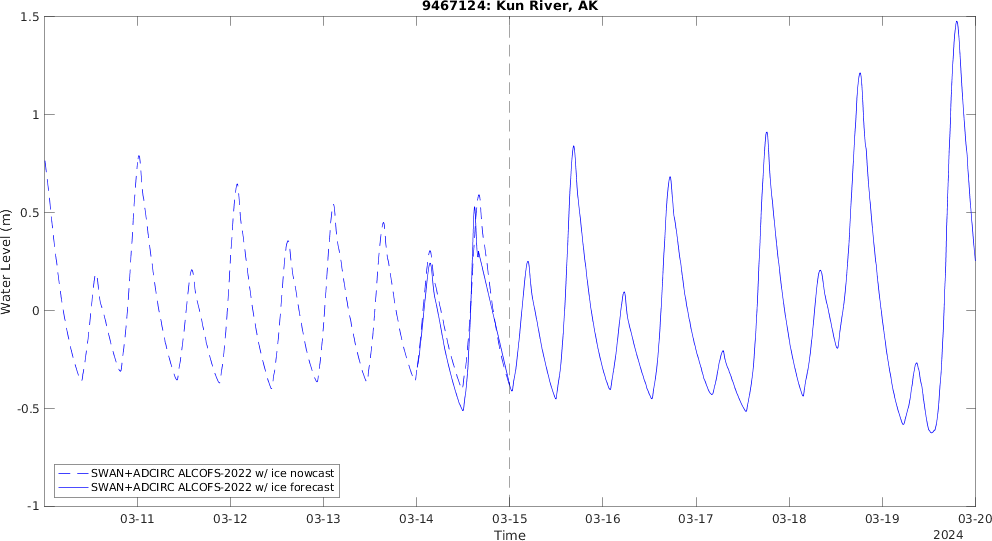 9467124: Kun River, AK
1.5
1
0.5
0
-0.5
-1
Water Level (m)
SWAN+ADCIRC ALCOFS-2022 w/ ice nowcast
SWAN+ADCIRC ALCOFS-2022 w/ ice forecast
03-11 03-12 03-13 03-14 03-15 03-16 03-17 03-18 03-19 03-20
Time
2024